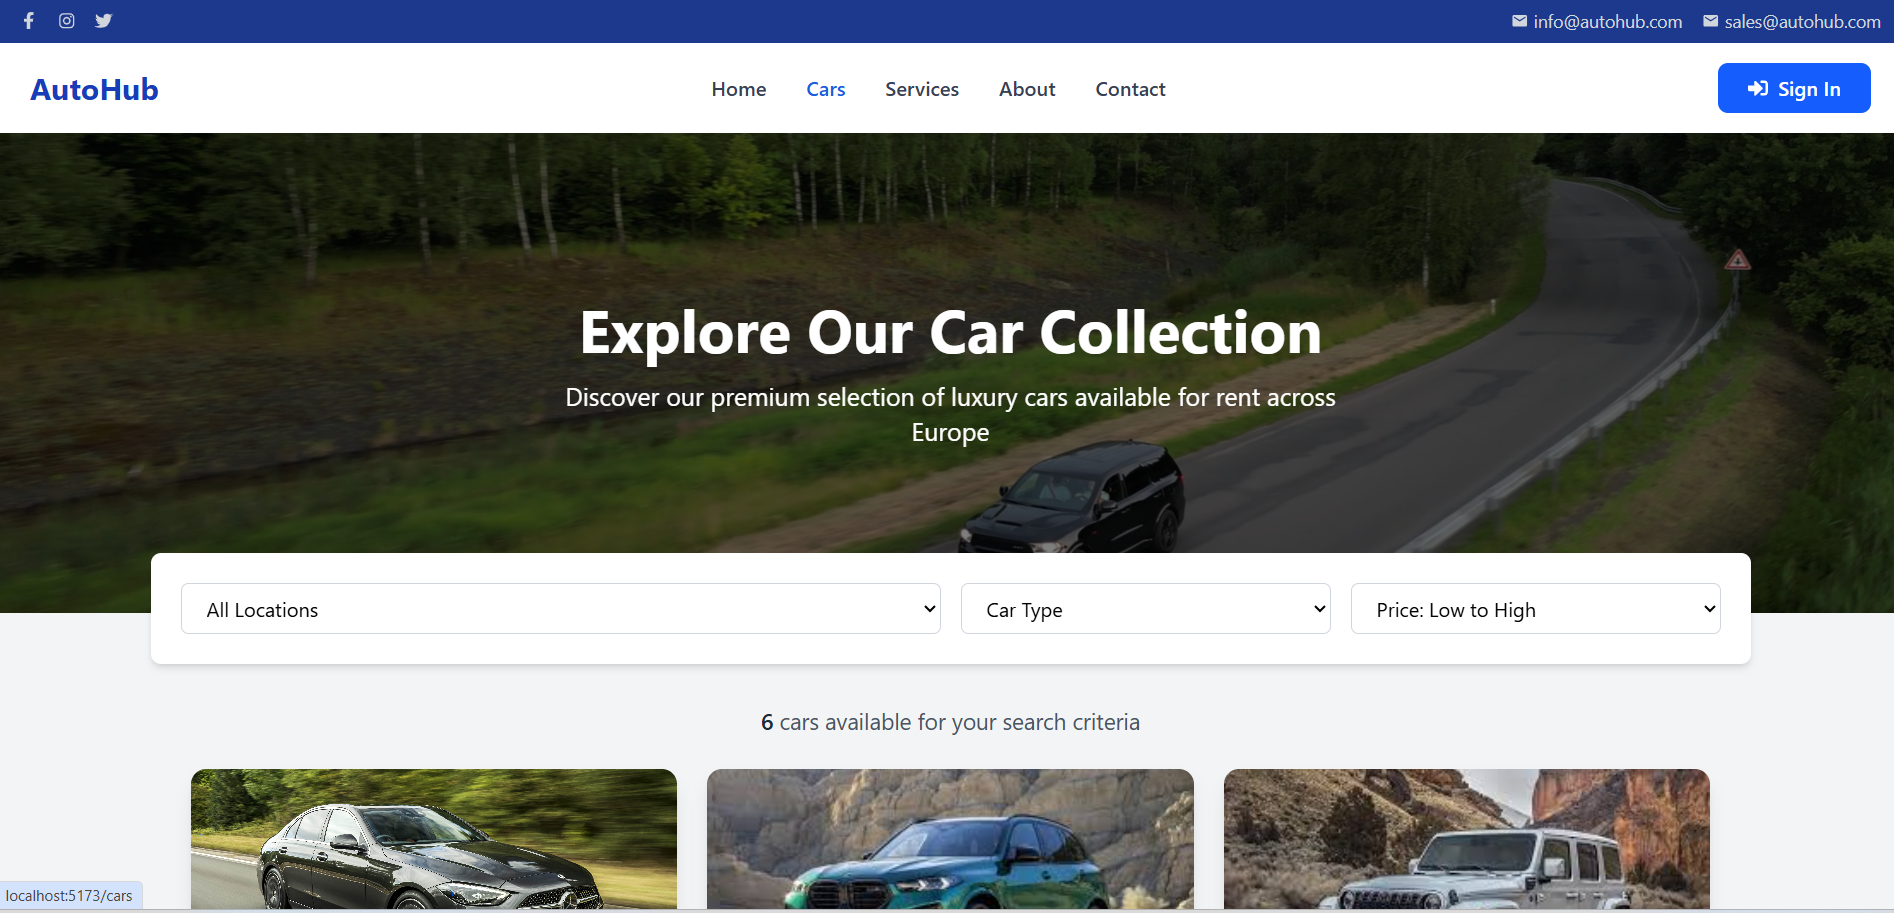 info@autohub.com
sales@autohub.com
AutoHub
Home
Cars
Services
About
Contact
Sign In
Explore Our Car Collection
Discover our premium selection of luxury cars available for rent across
Europe
All Locations
Car Type
Price: Low to High
6 cars available for your search criteria
localhost:5173/cars